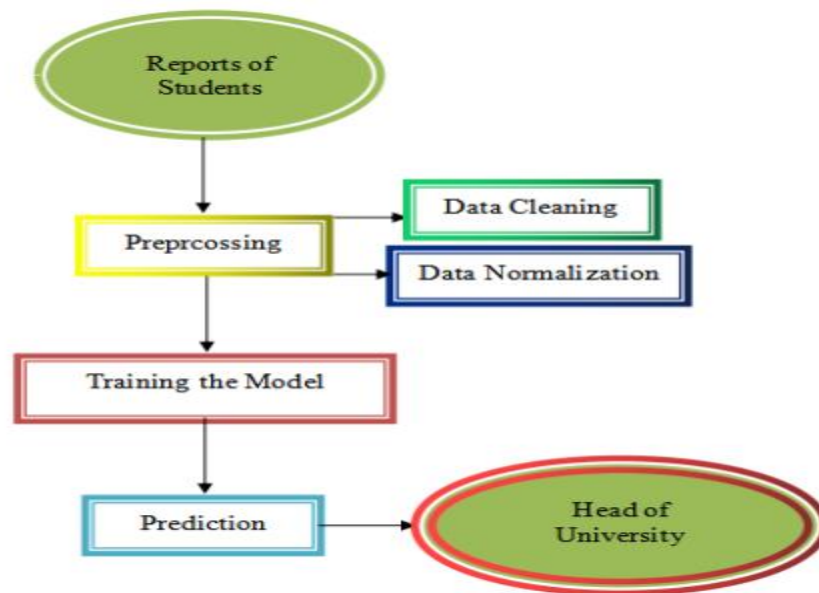 Reports of
Students
Data Cleaning
Preprcossing
Data Normalization
Training the Model
Prediction
Head of
University